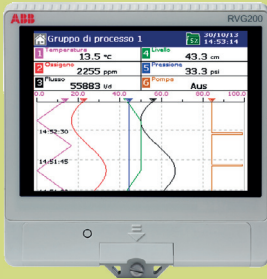 ABB
RVG200
Gruppo di processo 1
30/10/13
14:53:14
1 Temperatura
13.5 °C
4 Livello
43.3 cm
2 Ossigeno
2255 ppm
5 Pressione
33.3 psi
3 Flusso
55883 l/d
6 Pompe
Aus
0.0 20.0 40.0 60.0 80.0 100.0
14:52:30
14:51:45